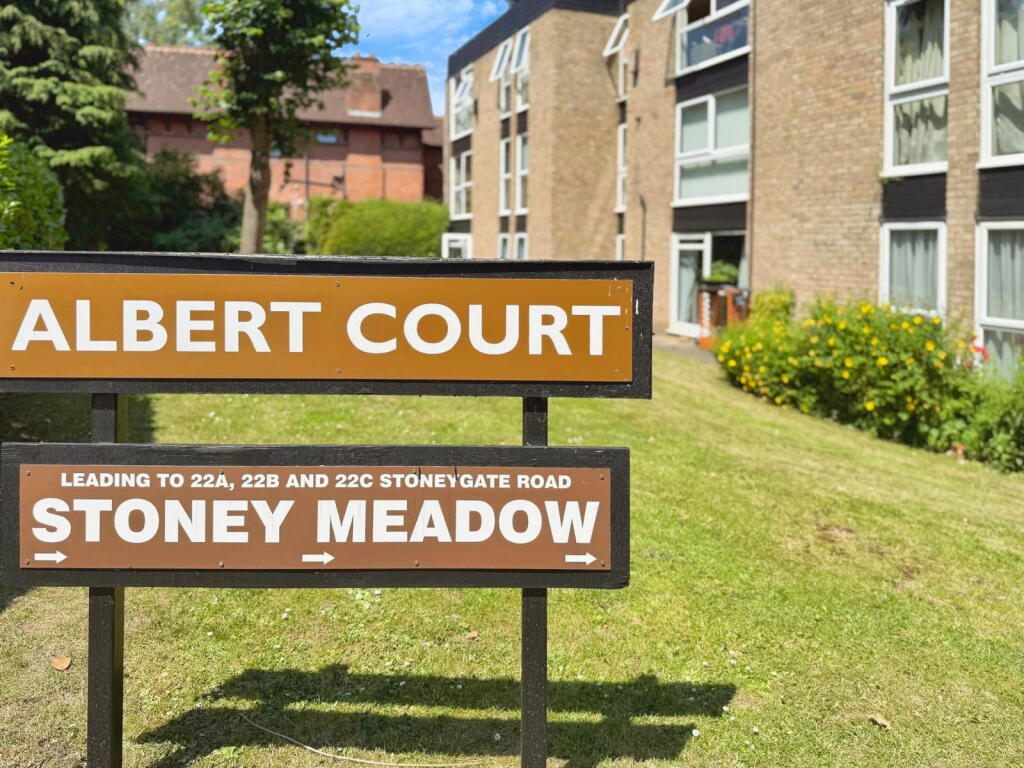 ALBERT COURT
LEADING TO 22A, 22B AND 22C STONEYGATE ROAD
STONEY MEADOW